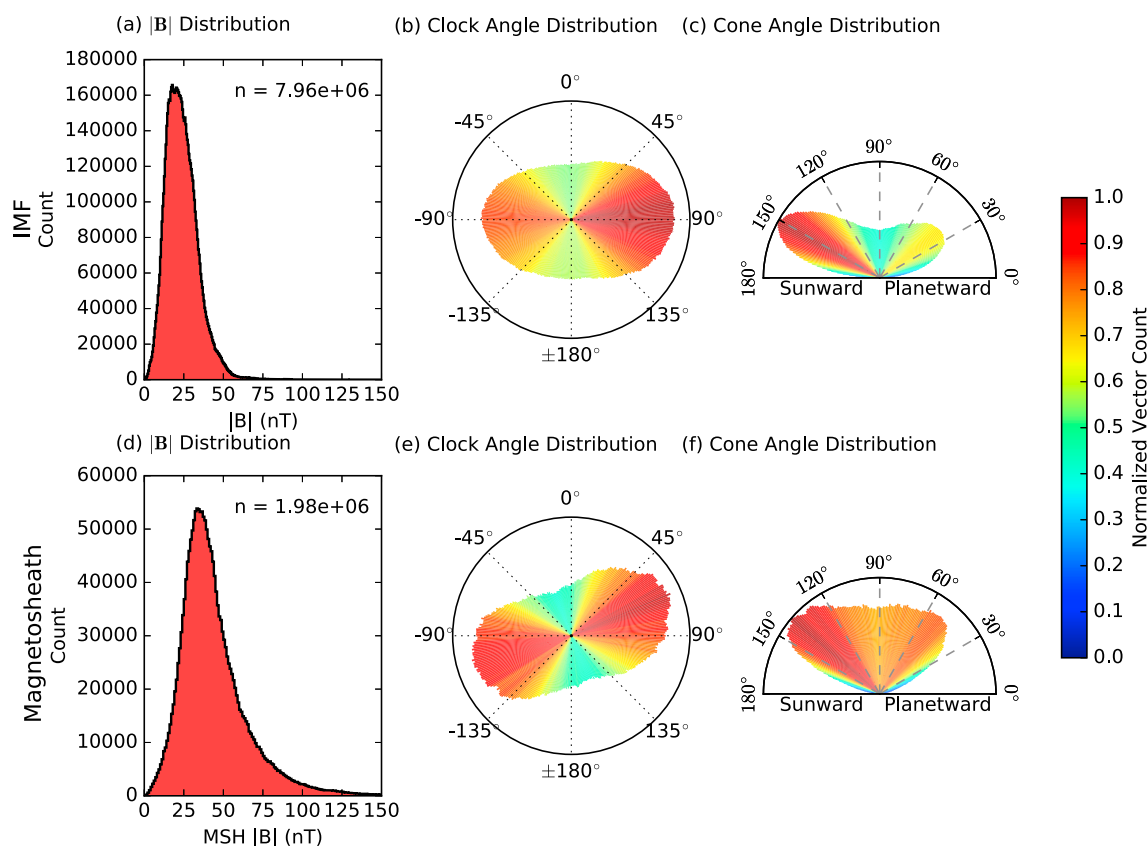 (a) |B| Distribution
(b) Clock Angle Distribution
(c) Cone Angle Distribution
180000
160000
140000
120000
100000
80000
60000
40000
20000
0
IMF
Count
n = 7.96e+06
0 25 50 75 100 125 150
|B| (nT)
0°
45°
90°
135°
±180°
-135°
-90°
-45°
180°
150°
120°
90°
60°
30°
0°
Sunward
Planetward
(d) |B| Distribution
(e) Clock Angle Distribution
(f) Cone Angle Distribution
60000
50000
40000
30000
20000
10000
0
Magnetosheath
Count
n = 1.98e+06
0 25 50 75 100 125 150
MSH |B| (nT)
0°
45°
90°
135°
±180°
-135°
-90°
-45°
180°
150°
120°
90°
60°
30°
0°
Sunward
Planetward
1.0
0.9
0.8
0.7
0.6
0.5
0.4
0.3
0.2
0.1
0.0
Normalized Vector Count